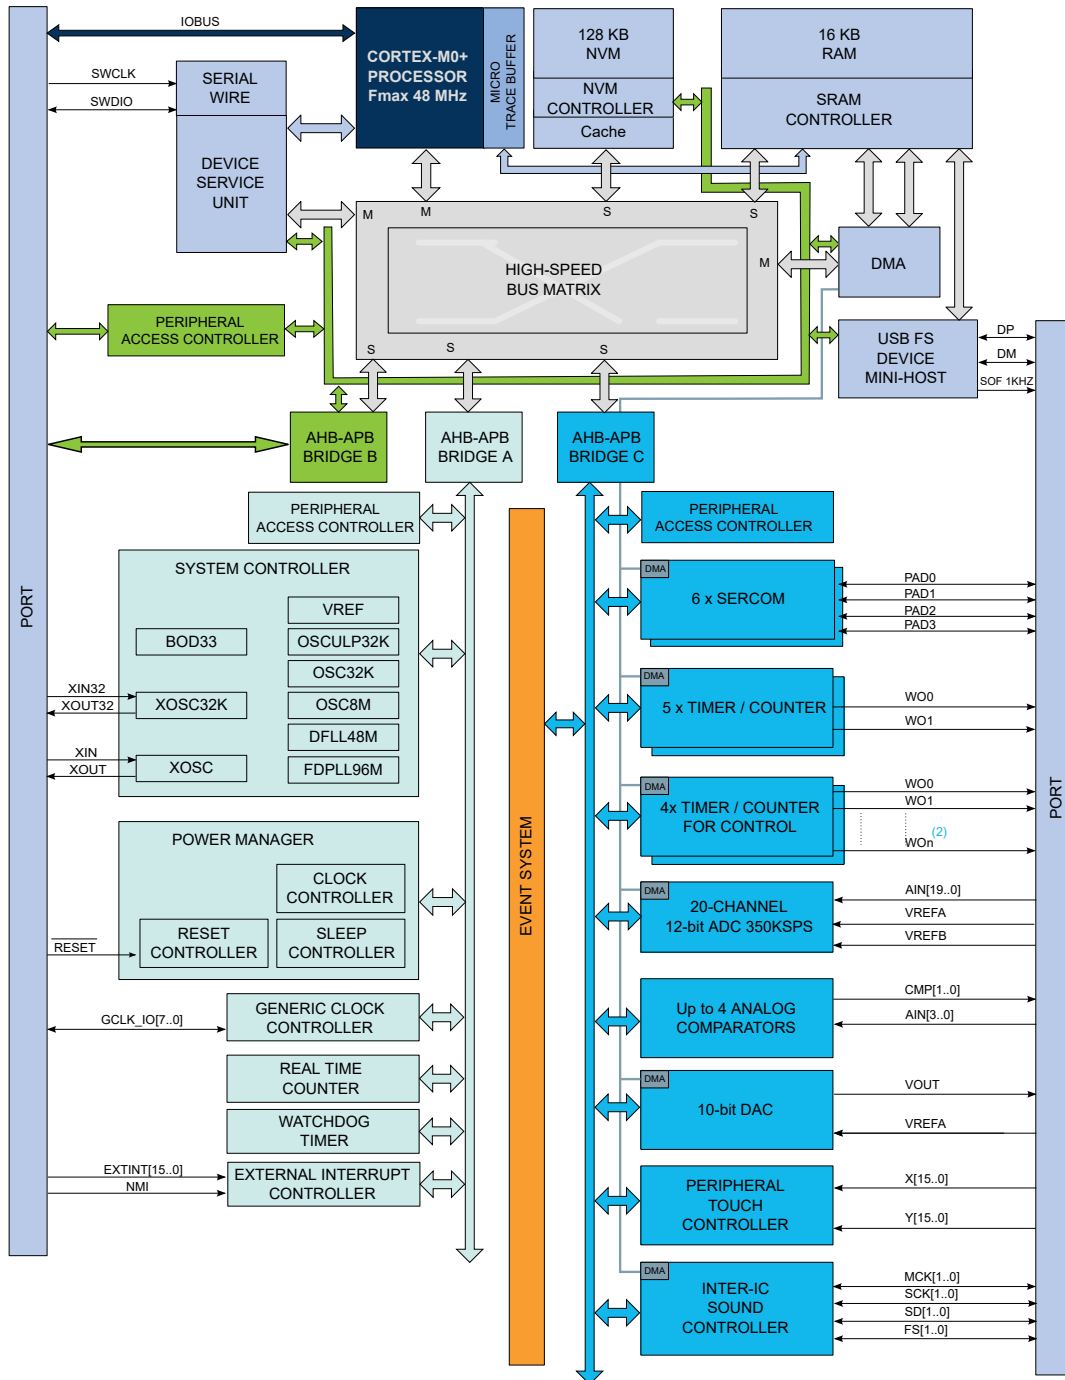 IOBUS
SWCLK
SWDIO
SERIAL
WIRE
DEVICE
SERVICE
UNIT
CORTEX-M0+
PROCESSOR
Fmax 48 MHz
MICRO
TRACE BUFFER
128 KB
NVM
NVM
CONTROLLER
Cache
16 KB
RAM
SRAM
CONTROLLER
M
M
S
S
M
S
S
S
HIGH-SPEED
BUS MATRIX
DMA
PERIPHERAL
ACCESS CONTROLLER
USB FS
DEVICE
MINI-HOST
DP
DM
SOF 1KHZ
AHB-APB
BRIDGE B
AHB-APB
BRIDGE A
AHB-APB
BRIDGE C
PORT
PORT
PERIPHERAL
ACCESS CONTROLLER
SYSTEM CONTROLLER
VREF
BOD33
OSCULP32K
OSC32K
XOSC32K
OSC8M
DFLL48M
XOSC
FDPLL96M
XIN32
XOUT32
XIN
XOUT
POWER MANAGER
CLOCK
CONTROLLER
RESET
CONTROLLER
SLEEP
CONTROLLER
RESET
GENERIC CLOCK
CONTROLLER
GCLK_IO[7..0]
REAL TIME
COUNTER
WATCHDOG
TIMER
EXTERNAL INTERRUPT
CONTROLLER
EXTINT[15..0]
NMI
EVENT SYSTEM
PERIPHERAL
ACCESS CONTROLLER
DMA
6 x SERCOM
PAD0
PAD1
PAD2
PAD3
DMA
5 x TIMER / COUNTER
WO0
WO1
DMA
4x TIMER / COUNTER
FOR CONTROL
WO0
WO1
(2)
WOn
DMA
20-CHANNEL
12-bit ADC 350KSPS
AIN[19..0]
VREFA
VREFB
Up to 4 ANALOG
COMPARATORS
CMP[1..0]
AIN[3..0]
DMA
10-bit DAC
VOUT
VREFA
PERIPHERAL
TOUCH
CONTROLLER
X[15..0]
Y[15..0]
DMA
INTER-IC
SOUND
CONTROLLER
MCK[1..0]
SCK[1..0]
SD[1..0]
FS[1..0]